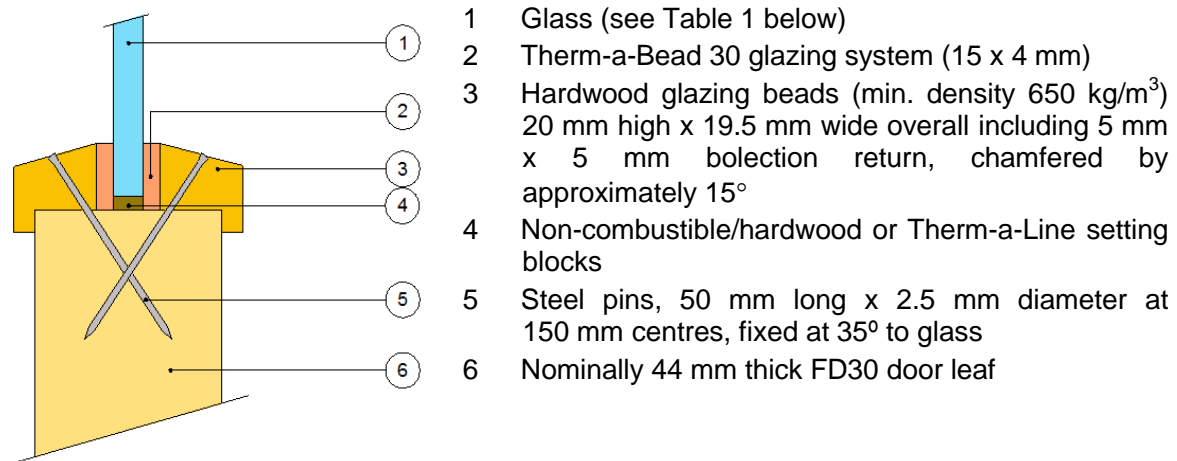 1 Glass (see Table 1 below)
2 Therm-a-Bead 30 glazing system (15 x 4 mm)
3 Hardwood glazing beads (min. density 650 kg/m³)
20 mm high x 19.5 mm wide overall including 5 mm
x 5 mm bolection return, chamfered by
approximately 15°
4 Non-combustible/hardwood or Therm-a-Line setting
blocks
5 Steel pins, 50 mm long x 2.5 mm diameter at
150 mm centres, fixed at 35º to glass
6 Nominally 44 mm thick FD30 door leaf
1
2
3
4
5
6